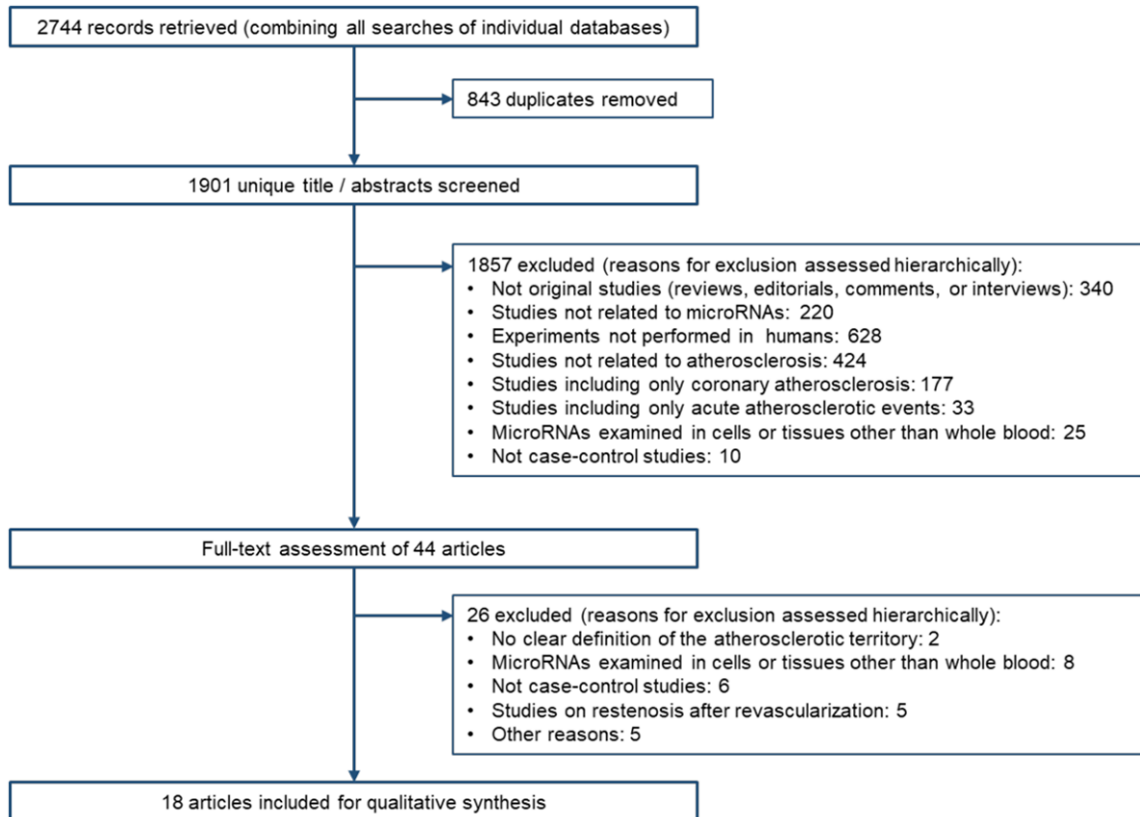 2744 records retrieved (combining all searches of individual databases)
843 duplicates removed
1901 unique title / abstracts screened
1857 excluded (reasons for exclusion assessed hierarchically):
• Not original studies (reviews, editorials, comments, or interviews): 340
• Studies not related to microRNAs: 220
• Experiments not performed in humans: 628
• Studies not related to atherosclerosis: 424
• Studies including only coronary atherosclerosis: 177
• Studies including only acute atherosclerotic events: 33
• MicroRNAs examined in cells or tissues other than whole blood: 25
• Not case-control studies: 10
Full-text assessment of 44 articles
26 excluded (reasons for exclusion assessed hierarchically):
• No clear definition of the atherosclerotic territory: 2
• MicroRNAs examined in cells or tissues other than whole blood: 8
• Not case-control studies: 6
• Studies on restenosis after revascularization: 5
• Other reasons: 5
18 articles included for qualitative synthesis